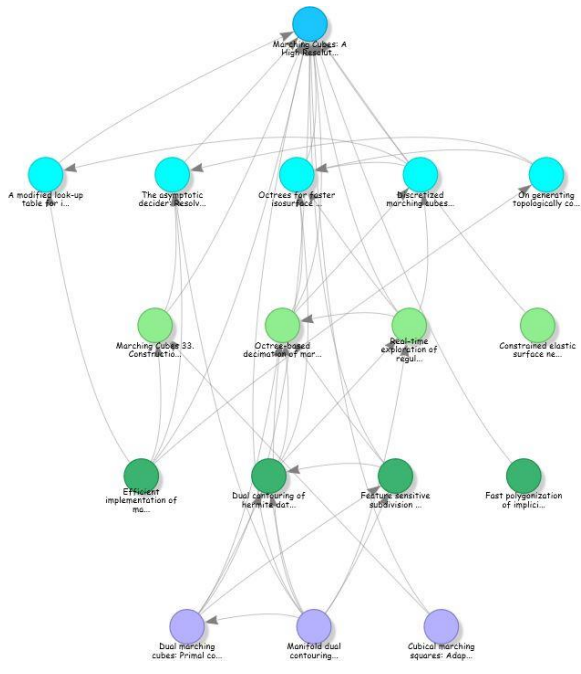 Marching Cubes: A
High Resolut...
A modified look-up
table for i...
The asymptotic
decider: Resolv...
Octrees for faster
isosurface ...
Discretized
marching cubes...
On generating
topologically co...
Marching Cubes 33.
Constructio...
Octree-based
decimation of mar...
Real-time
exploration of
regul...
Constrained elastic
surface ne...
Efficient
implementation of
ma...
Dual contouring of
hermite dat...
Feature sensitive
subdivision ...
Fast polygonization
of implici...
Dual marching
cubes: Primal co...
Manifold dual
contouring...
Cubical marching
squares: Adap...